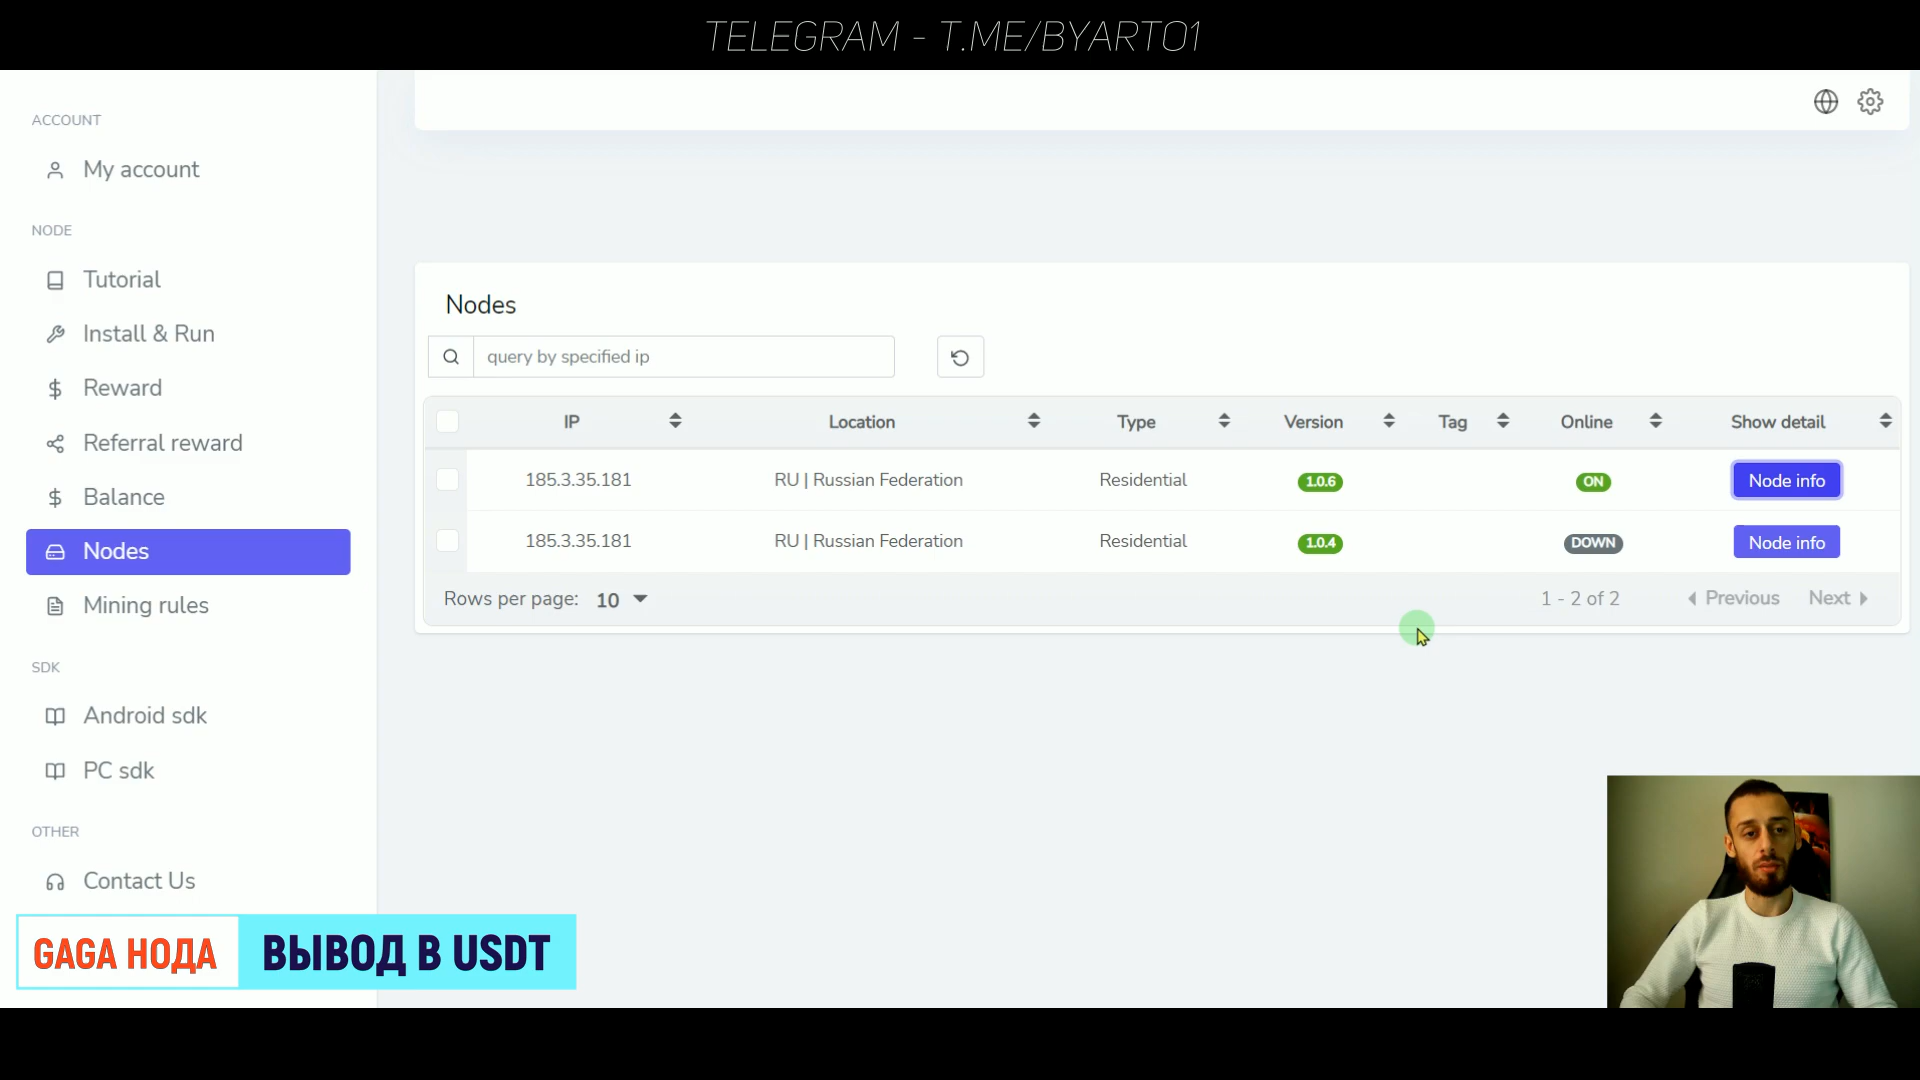 TELEGRAM - T.ME/BYARTO1
ACCOUNT
My account
NODE
Tutorial
Install & Run
Reward
Referral reward
Balance
Nodes
Mining rules
SDK
Android sdk
PC sdk
OTHER
Contact Us
Nodes
query by specified ip
IP Location Type Version Tag Online Show detail
185.3.35.181 RU | Russian Federation Residential 1.0.6 ON Node info
185.3.35.181 RU | Russian Federation Residential 1.0.4 DOWN Node info
Rows per page: 10 1 - 2 of 2 Previous Next
GAGA НОДА ВЫВОД В USDT